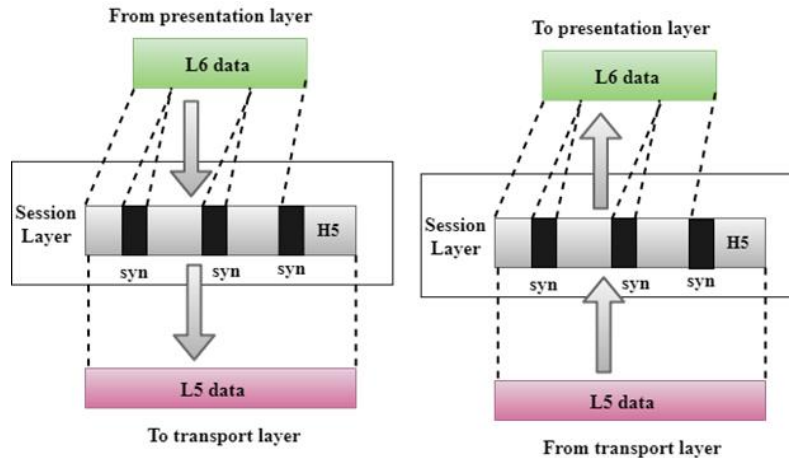 From presentation layer
L6 data
Session
Layer
H5
syn
syn
syn
L5 data
To transport layer
To presentation layer
L6 data
Session
Layer
H5
syn
syn
syn
L5 data
From transport layer